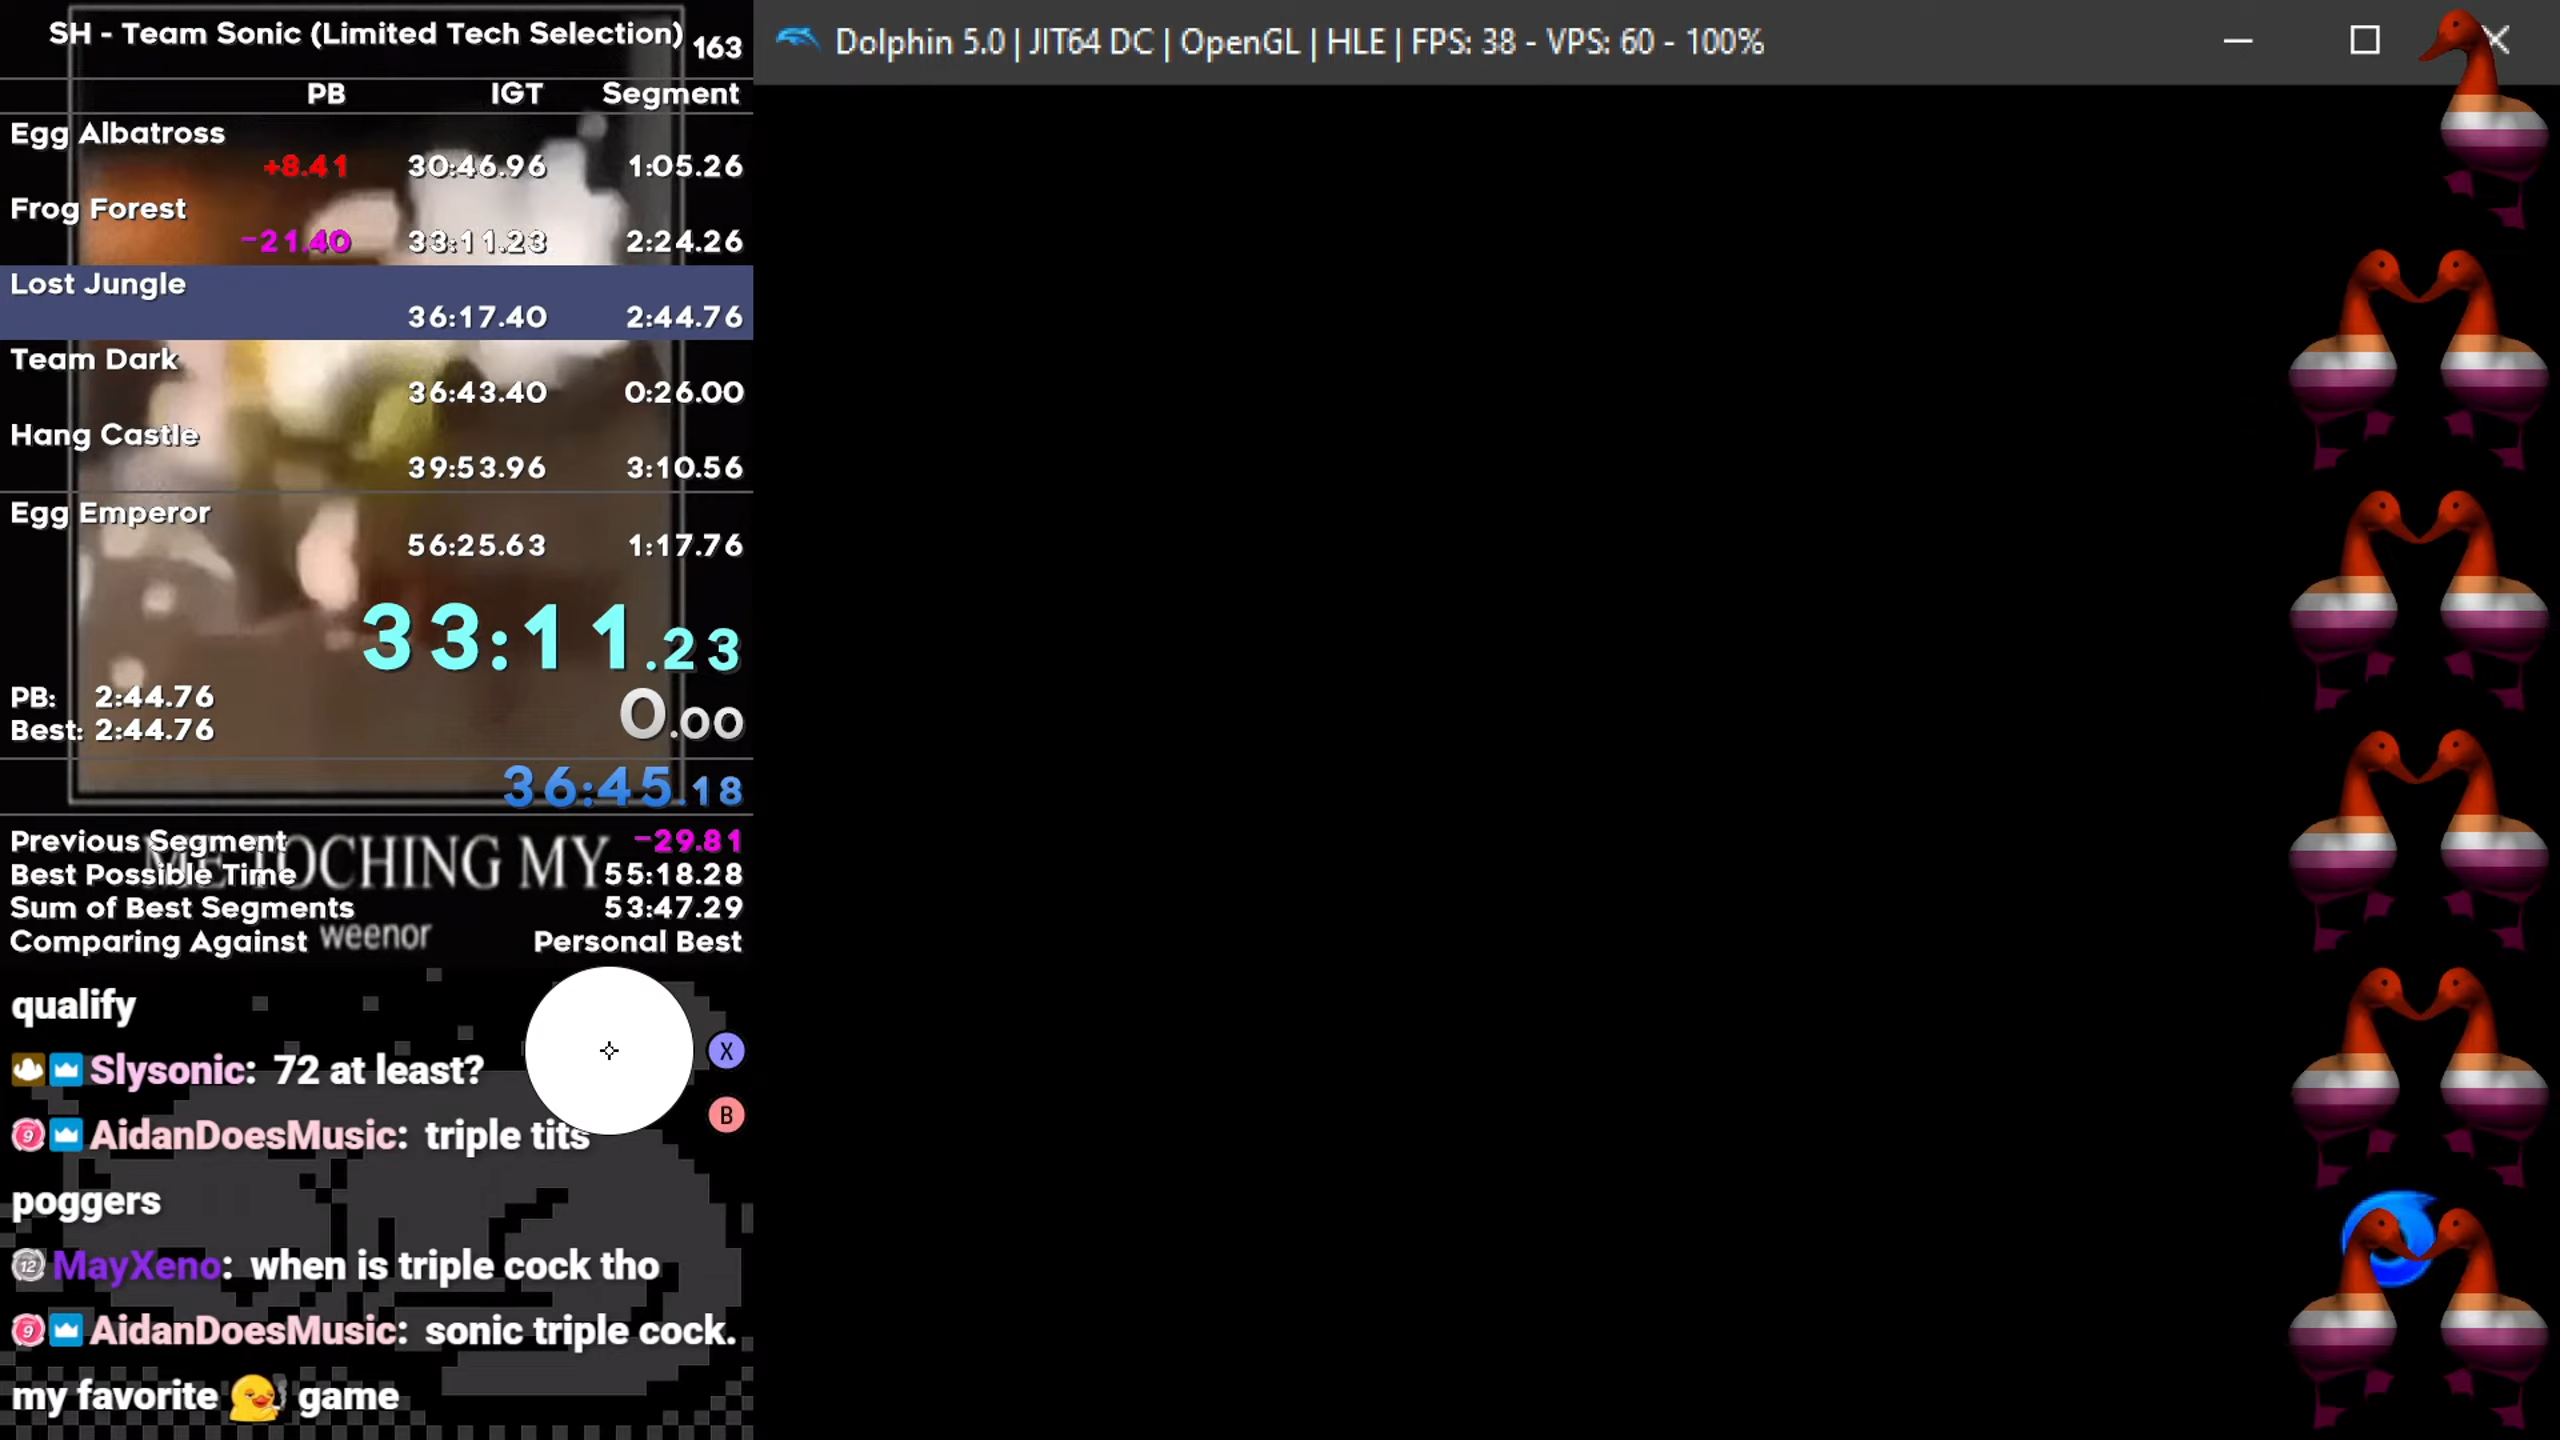 SH - Team Sonic (Limited Tech Selection) 163
PB IGT Segment
Egg Albatross
+8.41 30:46.96 1:05.26
Frog Forest
-21.40 33:11.23 2:24.26
Lost Jungle
36:17.40 2:44.76
Team Dark
36:43.40 0:26.00
Hang Castle
39:53.96 3:10.56
Egg Emperor
56:25.63 1:17.76
33:11.23
PB: 2:44.76
Best: 2:44.76
0.00
36:45.18
Previous Segment -29.81
ME TOCHING MY
Best Possible Time 55:18.28
Sum of Best Segments 53:47.29
weenor
Comparing Against Personal Best
qualify
Slysonic: 72 at least?
AidanDoesMusic: triple tits
poggers
MayXeno: when is triple cock tho
AidanDoesMusic: sonic triple cock.
my favorite game
X
B
9
9
12
Dolphin 5.0 | JIT64 DC | OpenGL | HLE | FPS: 38 - VPS: 60 - 100%